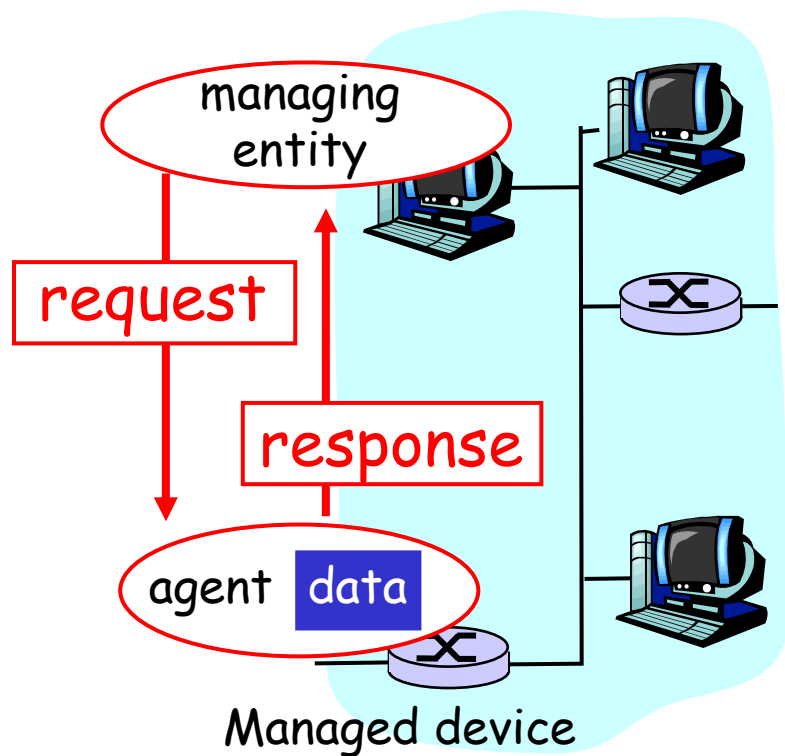 managing
entity
request
response
agent data
Managed device